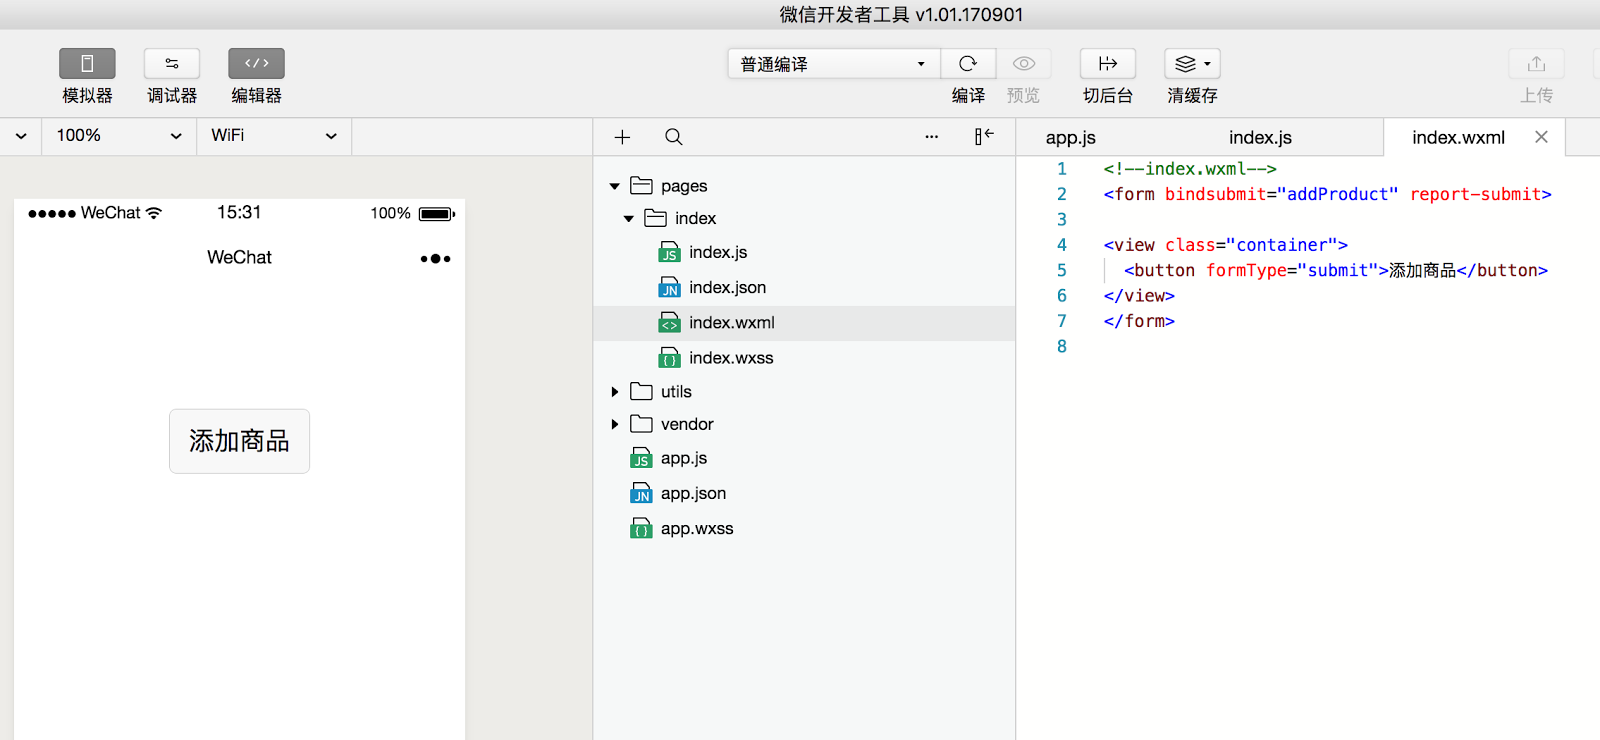 微信开发者工具 v1.01.170901
模拟器 调试器 编辑器 普通编译 编译 预览 切后台 清缓存 上传
100% WiFi
app.js index.js index.wxml
WeChat 15:31 100%
WeChat
添加商品
pages
index
index.js
index.json
index.wxml
index.wxss
utils
vendor
app.js
app.json
app.wxss
1 <!--index.wxml-->
2 <form bindsubmit="addProduct" report-submit>
3
4 <view class="container">
5 <button formType="submit">添加商品</button>
6 </view>
7 </form>
8